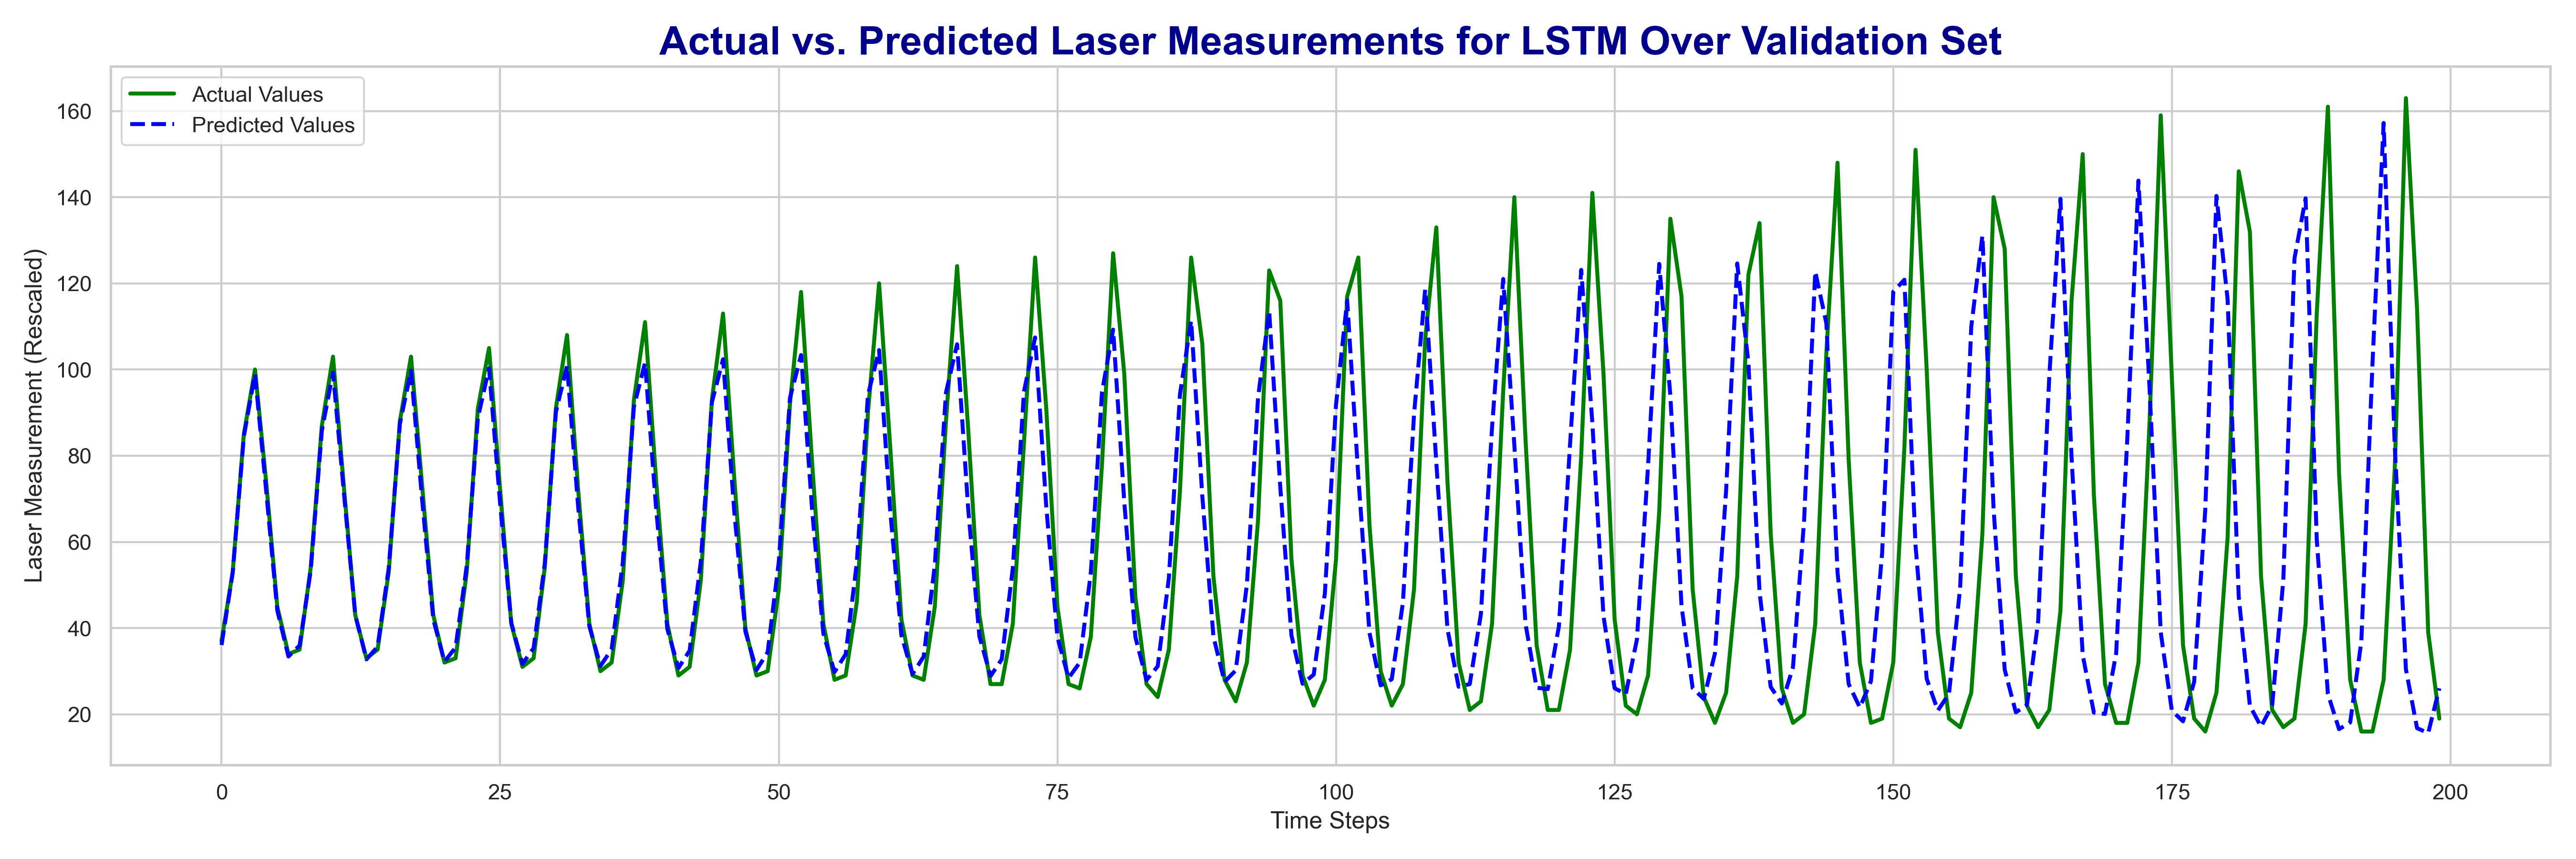 Actual vs. Predicted Laser Measurements for LSTM Over Validation Set
Actual Values
Predicted Values
Laser Measurement (Rescaled)
160
140
120
100
80
60
40
20
0 25 50 75 100 125 150 175 200
Time Steps